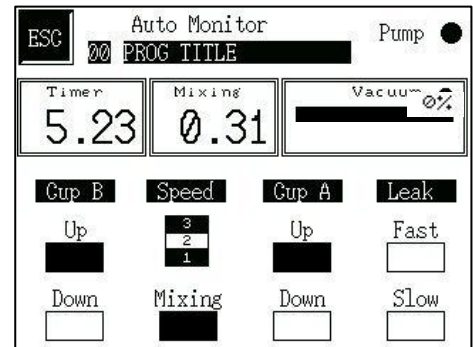 Auto Monitor
ESC
Pump
00 PROG TITLE
Timer Mixing Vacuum
0%
5.23 0.31
Cup B Speed Cup A Leak
Up 3 Up Fast
2
1
Down Mixing Down Slow